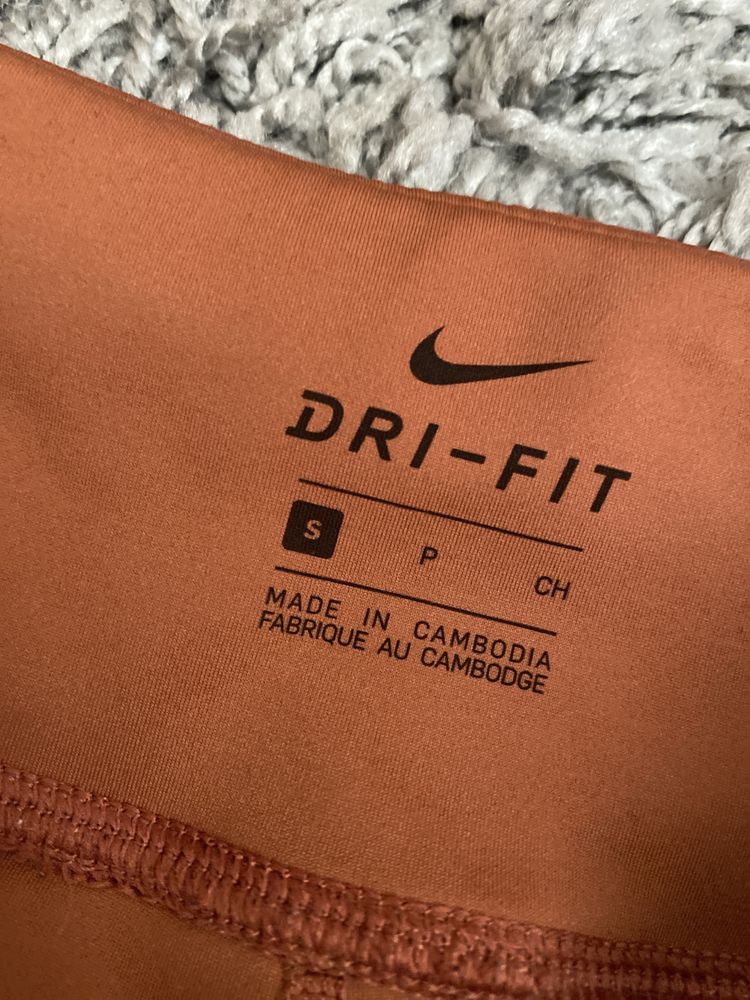 DRI-FIT
S P CH
MADE IN CAMBODIA
FABRIQUE AU CAMBODGE